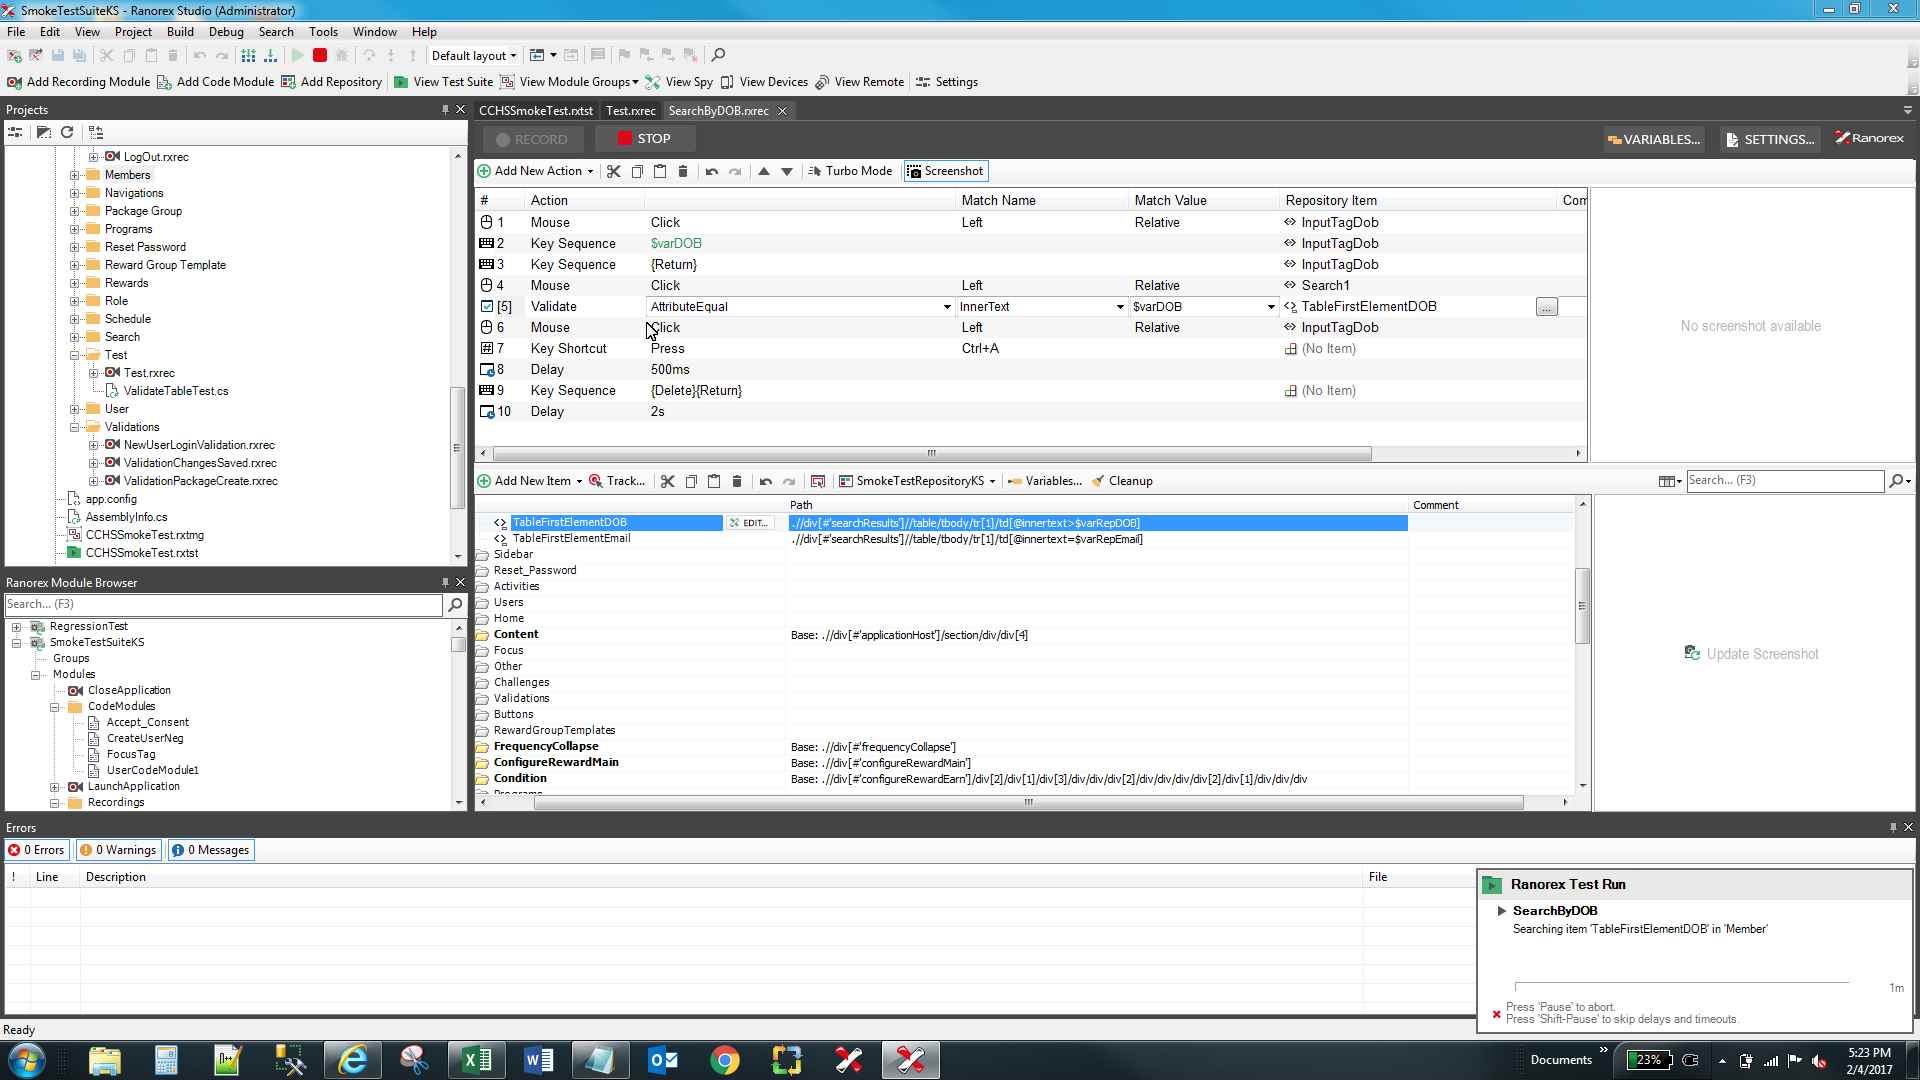 SmokeTestSuiteKS - Ranorex Studio (Administrator)
File Edit View Project Build Debug Search Tools Window Help
Default layout
Add Recording Module Add Code Module Add Repository View Test Suite View Module Groups View Spy View Devices View Remote Settings
Projects
LogOut.rxrec
Members
Navigations
Package Group
Programs
Reset Password
Reward Group Template
Rewards
Role
Schedule
Search
Test
Test.rxrec
ValidateTableTest.cs
User
Validations
NewUserLoginValidation.rxrec
ValidationChangesSaved.rxrec
ValidationPackageCreate.rxrec
app.config
AssemblyInfo.cs
CCHSSmokeTest.rxtmg
CCHSSmokeTest.rxtst
Ranorex Module Browser
Search... (F3)
RegressionTest
SmokeTestSuiteKS
Groups
Modules
CloseApplication
CodeModules
Accept_Consent
CreateUserNeg
FocusTag
UserCodeModule1
LaunchApplication
Recordings
CCHSSmokeTest.rxtst Test.rxrec SearchByDOB.rxrec
RECORD STOP VARIABLES... SETTINGS... Ranorex
Add New Action Turbo Mode Screenshot
# Action Match Name Match Value Repository Item Com
1 Mouse Click Left Relative InputTagDob
2 Key Sequence $varDOB InputTagDob
3 Key Sequence {Return} InputTagDob
4 Mouse Click Left Relative Search1
[5] Validate AttributeEqual InnerText $varDOB TableFirstElementDOB ...
6 Mouse Click Left Relative InputTagDob
7 Key Shortcut Press Ctrl+A (No Item)
8 Delay 500ms
9 Key Sequence {Delete}{Return} (No Item)
10 Delay 2s
No screenshot available
Add New Item Track... SmokeTestRepositoryKS Variables... Cleanup Search... (F3)
Path Comment
TableFirstElementDOB EDIT... .//div[#'searchResults']//table/tbody/tr[1]/td[@innertext>$varRepDOB]
TableFirstElementEmail .//div[#'searchResults']//table/tbody/tr[1]/td[@innertext=$varRepEmail]
Sidebar
Reset_Password
Activities
Users
Home
Content Base: .//div[#'applicationHost']/section/div/div[4]
Focus
Other
Challenges
Validations
Buttons
RewardGroupTemplates
FrequencyCollapse Base: .//div[#'frequencyCollapse']
ConfigureRewardMain Base: .//div[#'configureRewardMain']
Condition Base: .//div[#'configureRewardEarn']/div[2]/div[1]/div[3]/div/div/div[2]/div/div/div/div[2]/div[1]/div/div/div
Programs
Update Screenshot
Errors
0 Errors 0 Warnings 0 Messages
! Line Description File
Ranorex Test Run
SearchByDOB
Searching item 'TableFirstElementDOB' in 'Member'
1m
Press 'Pause' to abort.
Press 'Shift-Pause' to skip delays and timeouts.
Ready
Documents 23% 5:23 PM
2/4/2017